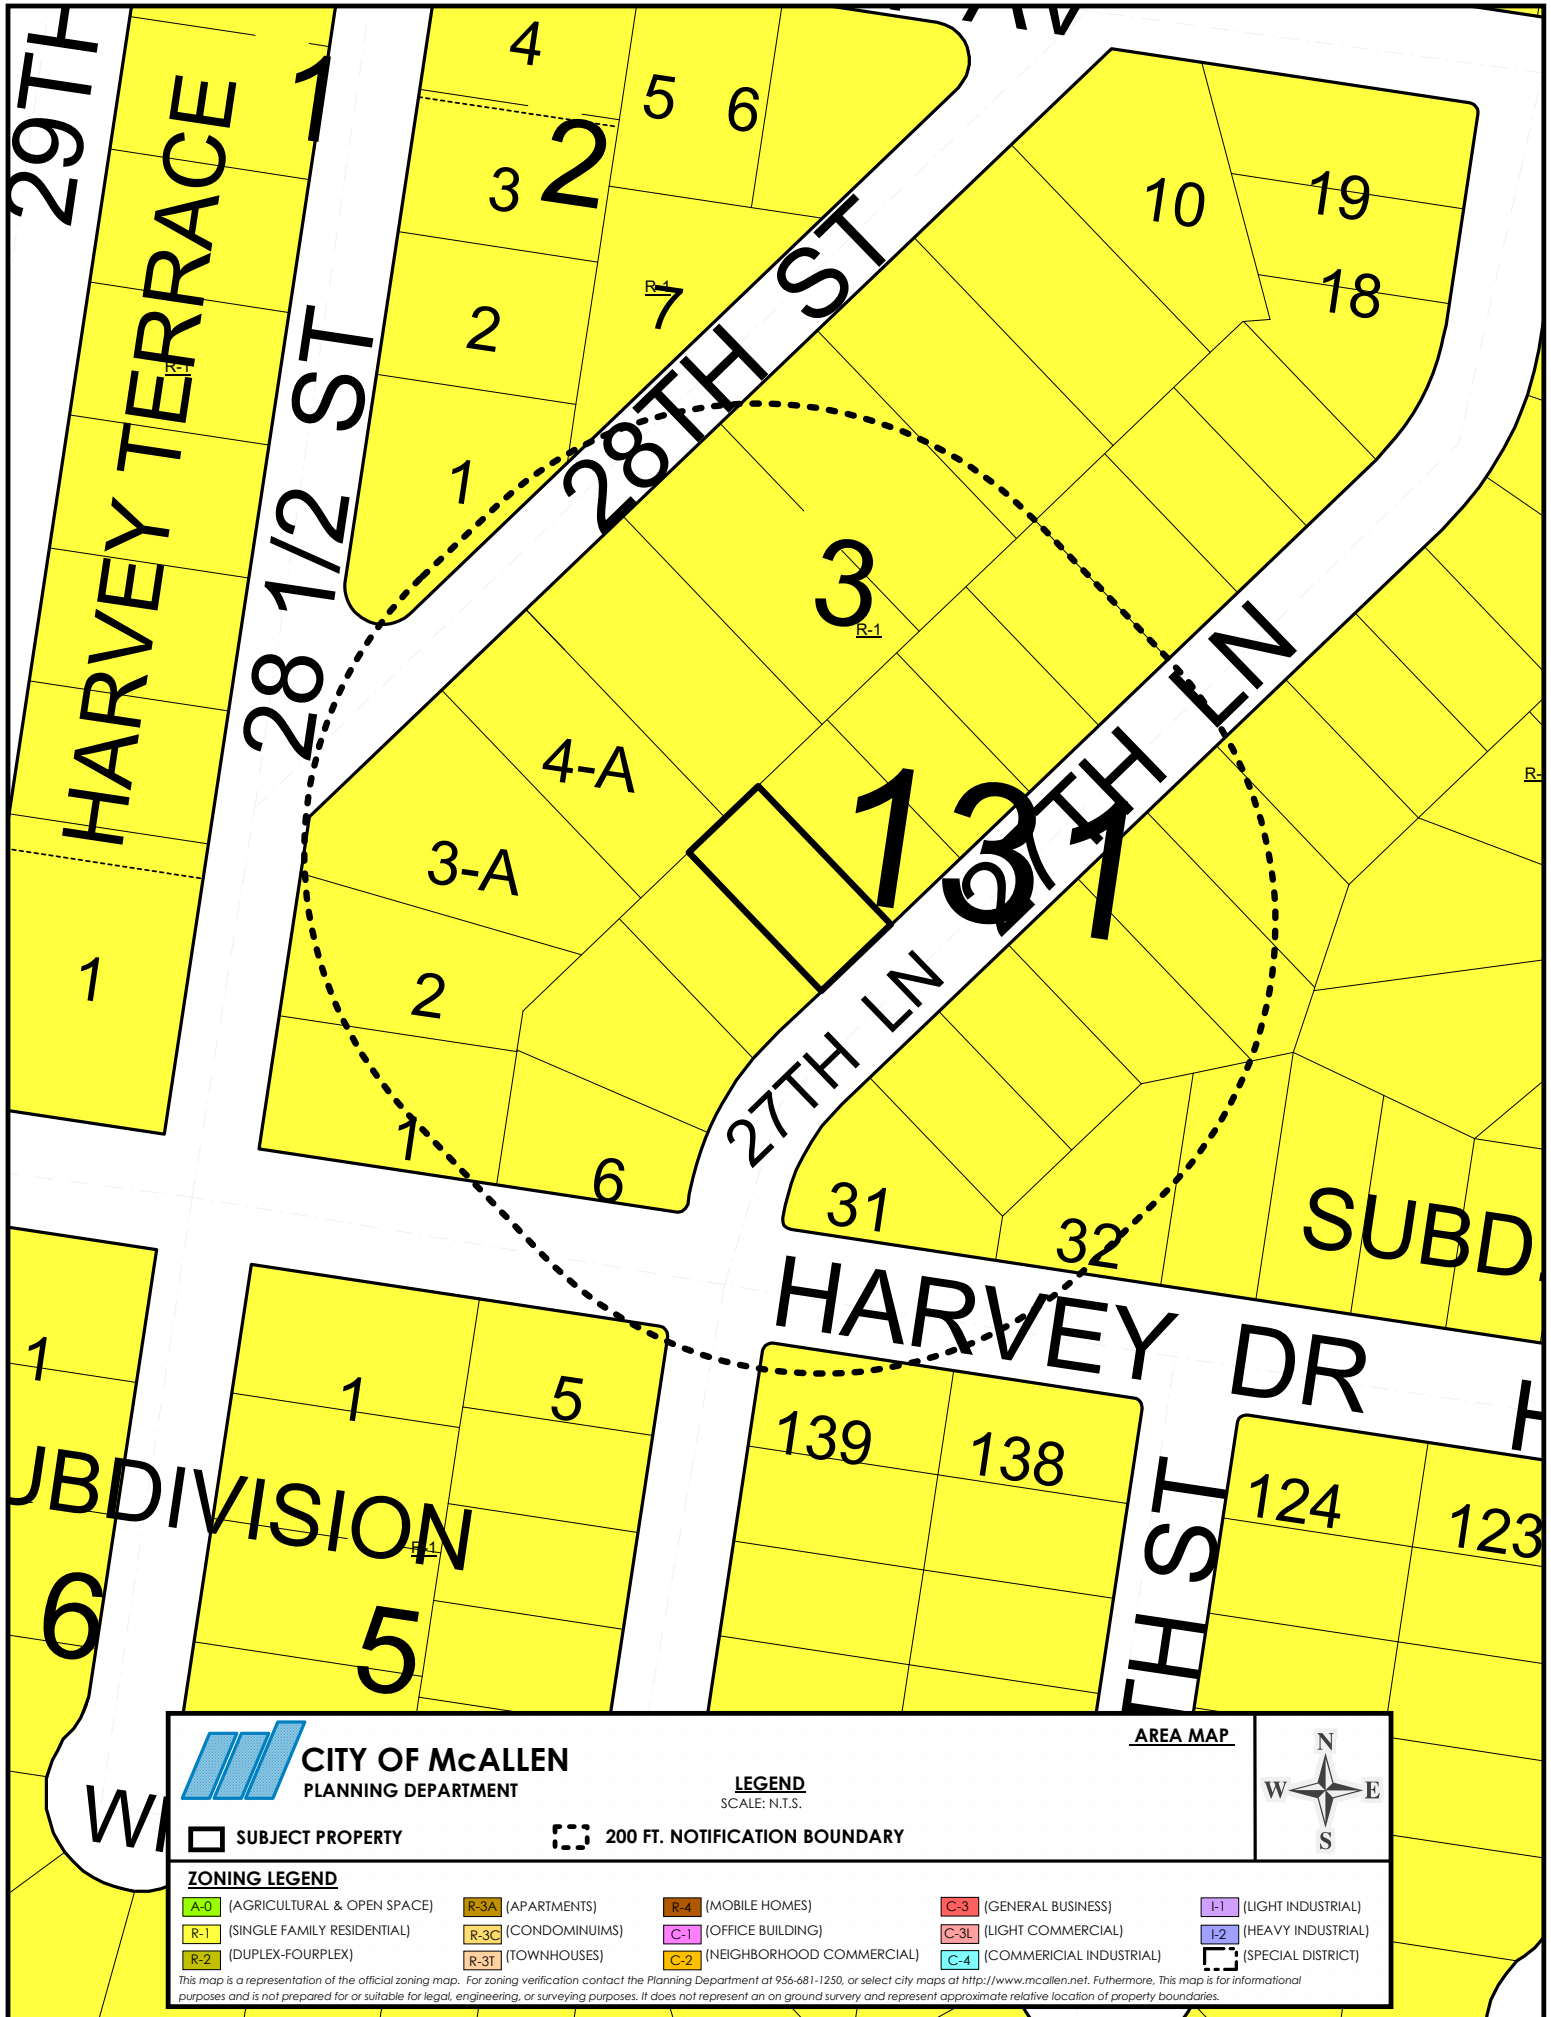 AV
29TH
HARVEY TERRACE
1
4
5
6
3
2
10
19
18
2
R-1
7
R-1
28 1/2 ST
28TH ST
1
3
R-1
4-A
3-A
13
1
27TH LN
R-
1
2
27TH LN
1
6
31
32
SUBD.
HARVEY DR
1
1
5
139
138
124
123
UBDIVISION
R-1
TH ST
6
5
CITY OF McALLEN
PLANNING DEPARTMENT
LEGEND
SCALE: N.T.S.
AREA MAP
N
W
E
S
SUBJECT PROPERTY
200 FT. NOTIFICATION BOUNDARY
ZONING LEGEND
A-0 (AGRICULTURAL & OPEN SPACE) R-3A (APARTMENTS) R-4 (MOBILE HOMES) C-3 (GENERAL BUSINESS) I-1 (LIGHT INDUSTRIAL)
R-1 (SINGLE FAMILY RESIDENTIAL) R-3C (CONDOMINUIMS) C-1 (OFFICE BUILDING) C-3L (LIGHT COMMERCIAL) I-2 (HEAVY INDUSTRIAL)
R-2 (DUPLEX-FOURPLEX) R-3T (TOWNHOUSES) C-2 (NEIGHBORHOOD COMMERCIAL) C-4 (COMMERICIAL INDUSTRIAL) (SPECIAL DISTRICT)
This map is a representation of the official zoning map. For zoning verification contact the Planning Department at 956-681-1250, or select city maps at http://www.mcallen.net. Futhermore, This map is for informational
purposes and is not prepared for or suitable for legal, engineering, or surveying purposes. It does not represent an on ground survery and represent approximate relative location of property boundaries.